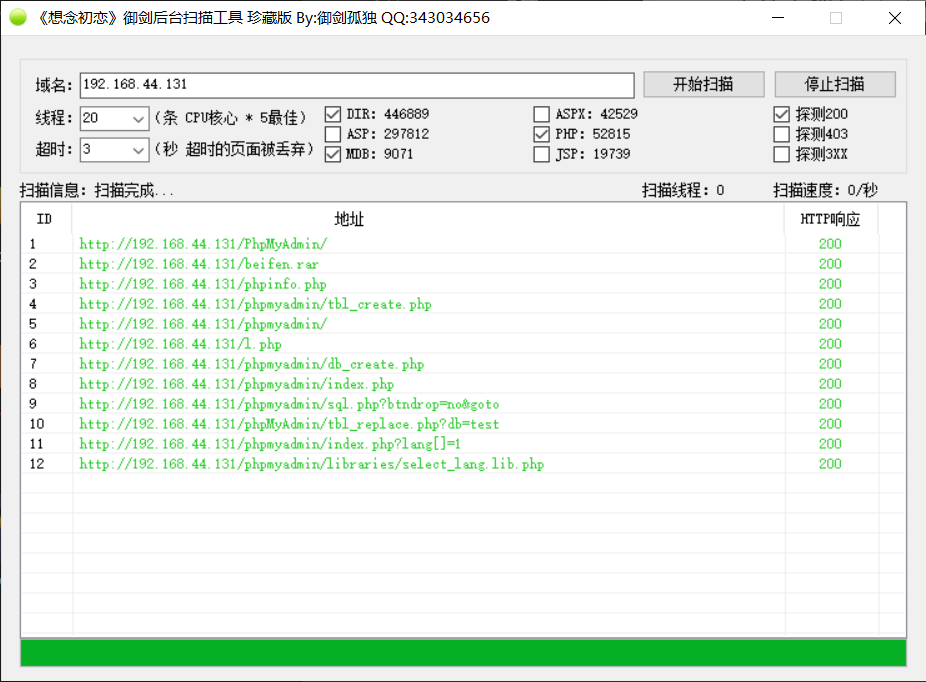 《想念初恋》御剑后台扫描工具 珍藏版 By:御剑孤独 QQ:343034656
域名: 192.168.44.131 开始扫描 停止扫描
线程: 20 (条 CPU核心 * 5最佳) DIR: 446889 ASPX: 42529 探测200
ASP: 297812 PHP: 52815 探测403
超时: 3 (秒 超时的页面被丢弃) MDB: 9071 JSP: 19739 探测3XX
扫描信息: 扫描完成... 扫描线程: 0 扫描速度: 0/秒
ID 地址 HTTP响应
1 http://192.168.44.131/PhpMyAdmin/ 200
2 http://192.168.44.131/beifen.rar 200
3 http://192.168.44.131/phpinfo.php 200
4 http://192.168.44.131/phpmyadmin/tbl_create.php 200
5 http://192.168.44.131/phpmyadmin/ 200
6 http://192.168.44.131/l.php 200
7 http://192.168.44.131/phpmyadmin/db_create.php 200
8 http://192.168.44.131/phpmyadmin/index.php 200
9 http://192.168.44.131/phpmyadmin/sql.php?btndrop=no&goto 200
10 http://192.168.44.131/phpMyAdmin/tbl_replace.php?db=test 200
11 http://192.168.44.131/phpmyadmin/index.php?lang[]=1 200
12 http://192.168.44.131/phpmyadmin/libraries/select_lang.lib.php 200